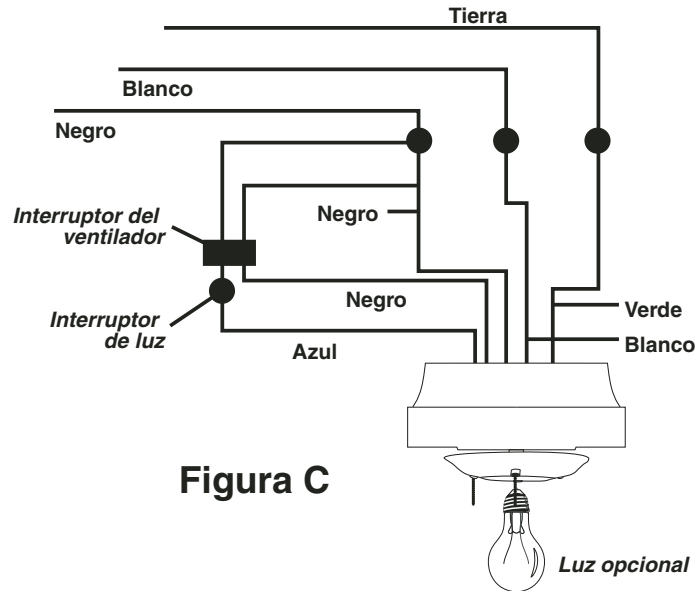 Tierra
Blanco
Negro
Interruptor del
ventilador
Negro
Interruptor
de luz
Negro
Verde
Azul
Blanco
Figura C
Luz opcional